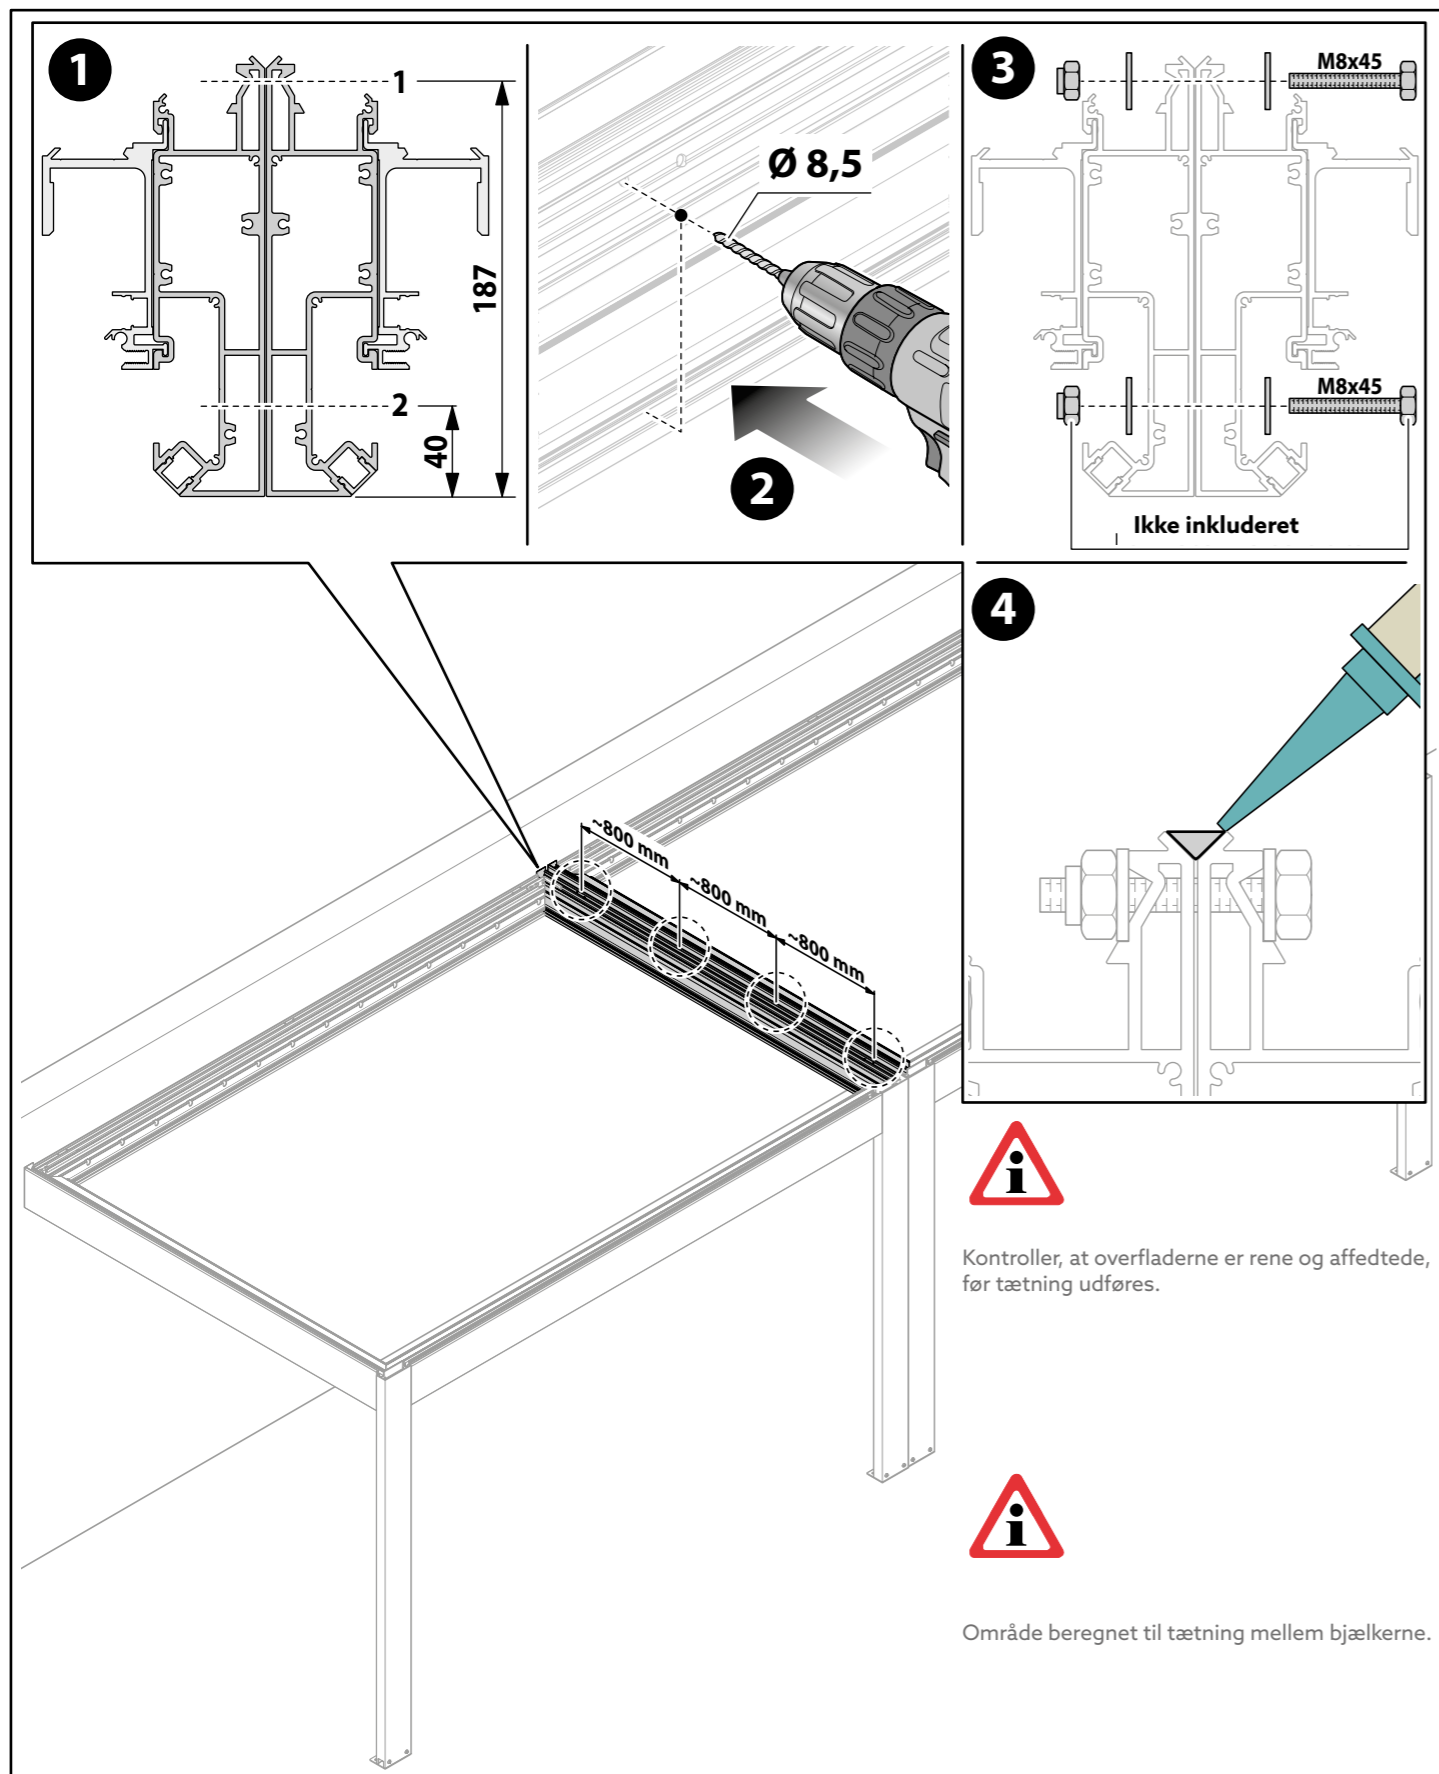 1
1
187
2
40
Ø 8,5
2
3
M8x45
M8x45
Ikke inkluderet
4
~800 mm
~800 mm
~800 mm
i
Kontroller, at overfladerne er rene og affedtede,
før tætning udføres.
i
Område beregnet til tætning mellem bjælkerne.